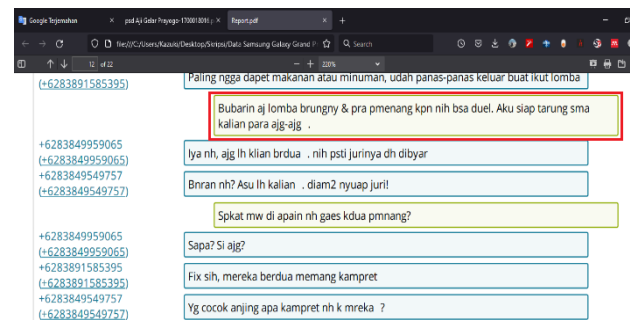 Google Terjemahan
psd Aji Gelar Prayogo-1700018016.p
Report.pdf
file:///C:/Users/Kazuki/Desktop/Skripsi/Data Samsung Galaxy Grand P
Search
12 of 22
220%
(+6283891585395)
Paling ngga dapet makanan atau minuman, udah panas-panas keluar buat ikut lomba
Bubarin aj lomba brungny & pra pmenang kpn nih bsa duel. Aku siap tarung sma
kalian para ajg-ajg .
+6283849959065
(+6283849959065)
Iya nh, ajg lh klian brdua . nih psti jurinya dh dibyar
+6283849549757
(+6283849549757)
Bnran nh? Asu lh kalian . diam2 nyuap juri!
Spkat mw di apain nh gaes kdua pmnang?
+6283849959065
(+6283849959065)
Sapa? Si ajg?
+6283891585395
(+6283891585395)
Fix sih, mereka berdua memang kampret
+6283849549757
(+6283849549757)
Yg cocok anjing apa kampret nh k mreka ?